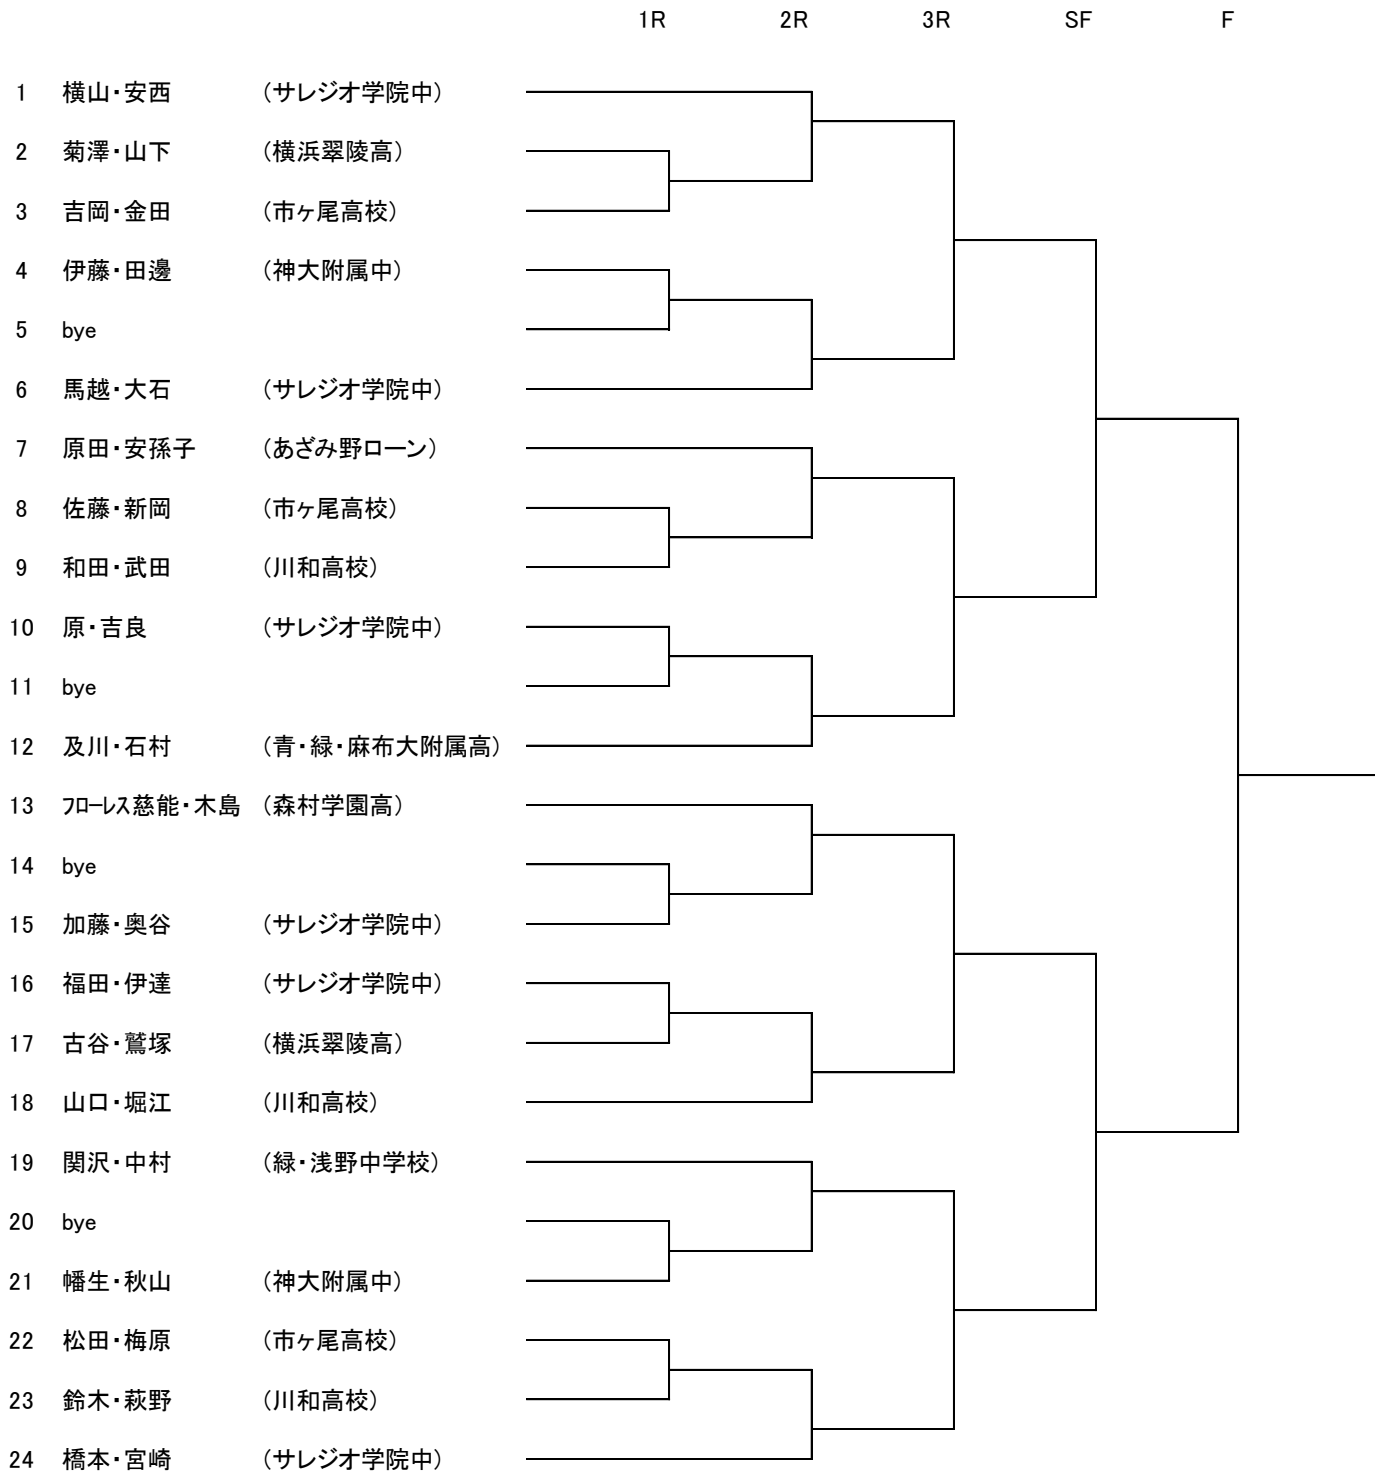 1R 2R 3R SF F
1 横山・安西 (サレジオ学院中)
2 菊澤・山下 (横浜翠陵高)
3 吉岡・金田 (市ヶ尾高校)
4 伊藤・田邊 (神大附属中)
5 bye
6 馬越・大石 (サレジオ学院中)
7 原田・安孫子 (あざみ野ローン)
8 佐藤・新岡 (市ヶ尾高校)
9 和田・武田 (川和高校)
10 原・吉良 (サレジオ学院中)
11 bye
12 及川・石村 (青・緑・麻布大附属高)
13 フローレス慈能・木島 (森村学園高)
14 bye
15 加藤・奥谷 (サレジオ学院中)
16 福田・伊達 (サレジオ学院中)
17 古谷・鷲塚 (横浜翠陵高)
18 山口・堀江 (川和高校)
19 関沢・中村 (緑・浅野中学校)
20 bye
21 幡生・秋山 (神大附属中)
22 松田・梅原 (市ヶ尾高校)
23 鈴木・萩野 (川和高校)
24 橋本・宮崎 (サレジオ学院中)